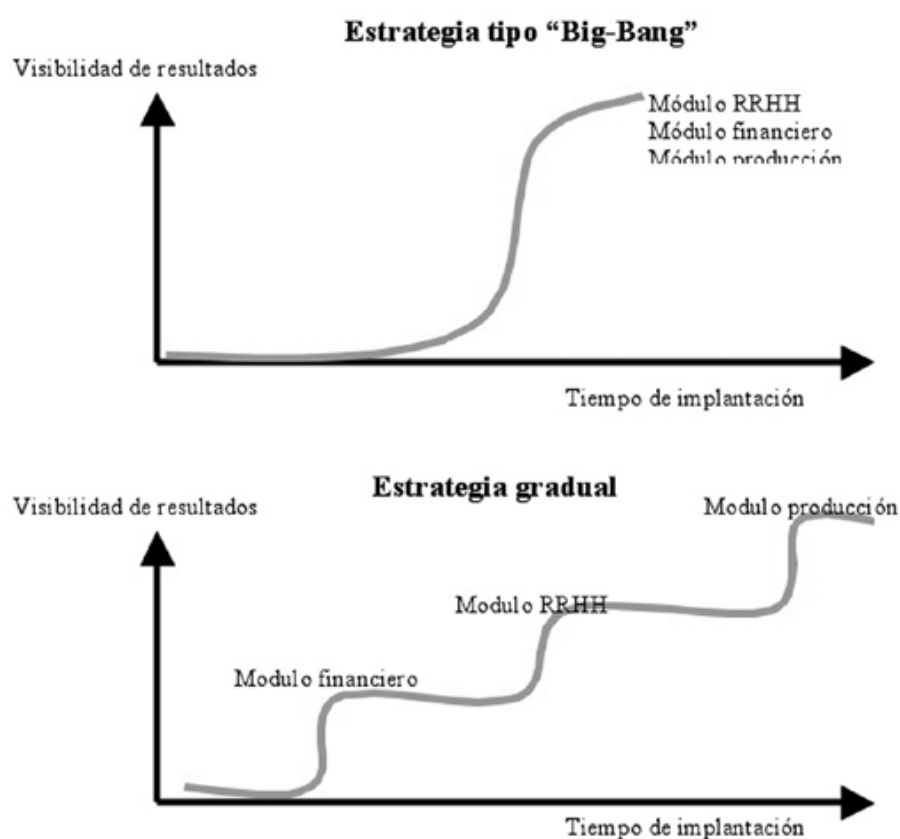 Estrategia tipo “Big-Bang”
Visibilidad de resultados
Módulo RRHH
Módulo financiero
Módulo producción
Tiempo de implantación
Estrategia gradual
Visibilidad de resultados
Modulo producción
Modulo RRHH
Modulo financiero
Tiempo de implantación